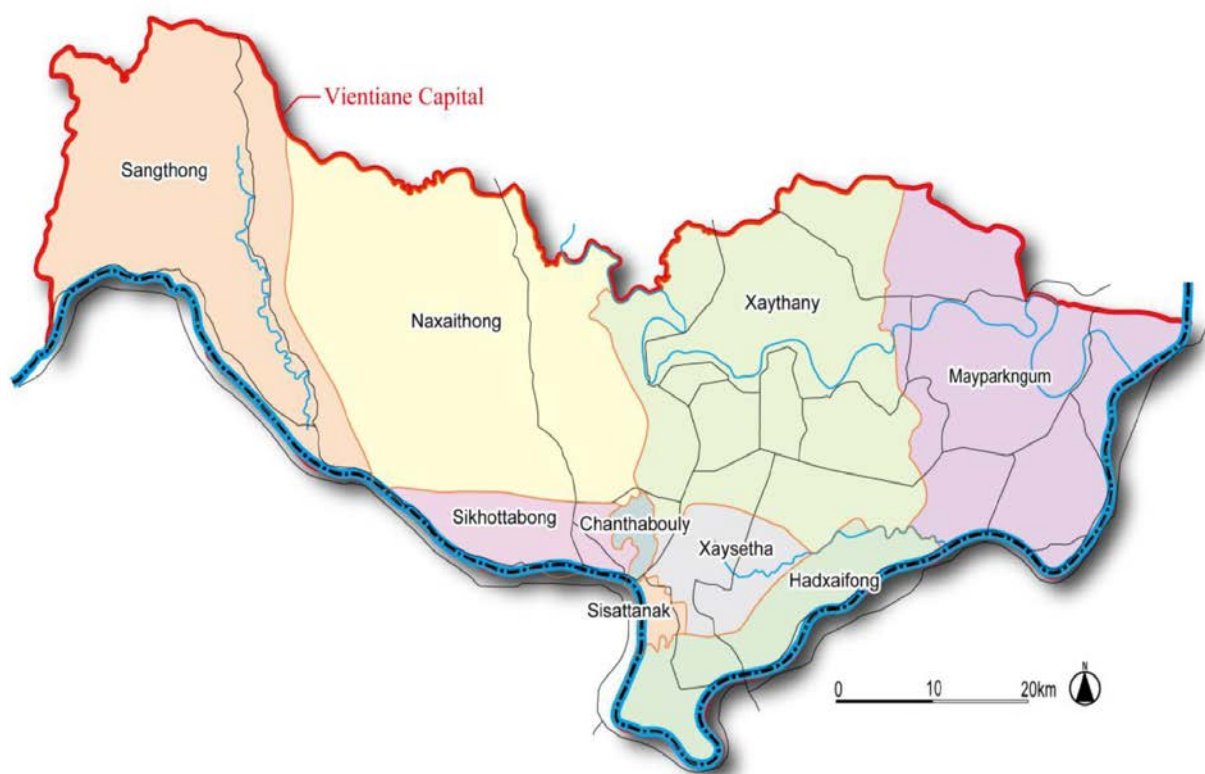 Vientiane Capital
Sangthong
Naxaithong
Xaythany
Mayparkngum
Sikhottabong
Chanthabouly
Xaysetha
Hadxaifong
Sisattanak
0 10 20km
N